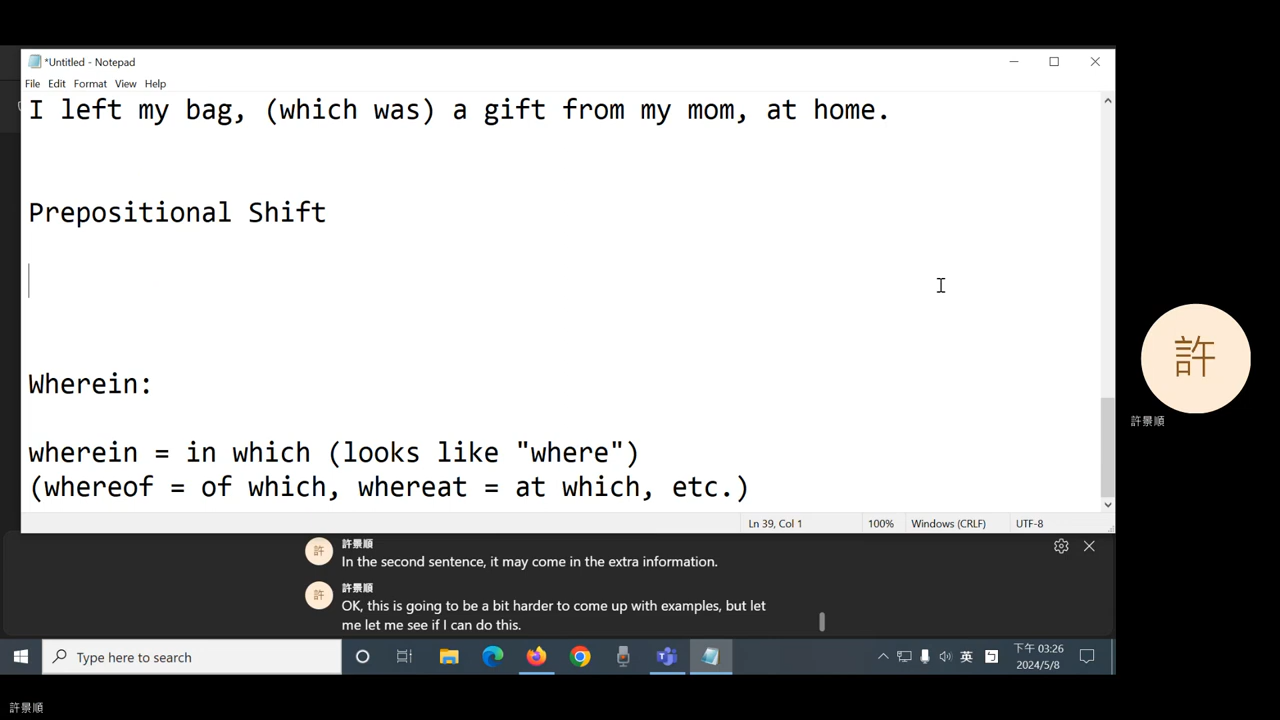 *Untitled - Notepad
File Edit Format View Help
I left my bag, (which was) a gift from my mom, at home.
Prepositional Shift
Wherein:
wherein = in which (looks like "where")
(whereof = of which, whereat = at which, etc.)
Ln 39, Col 1 100% Windows (CRLF) UTF-8
許
許景順
許 許景順
In the second sentence, it may come in the extra information.
許 許景順
OK, this is going to be a bit harder to come up with examples, but let
me let me see if I can do this.
Type here to search
英
下午 03:26
2024/5/8
許景順